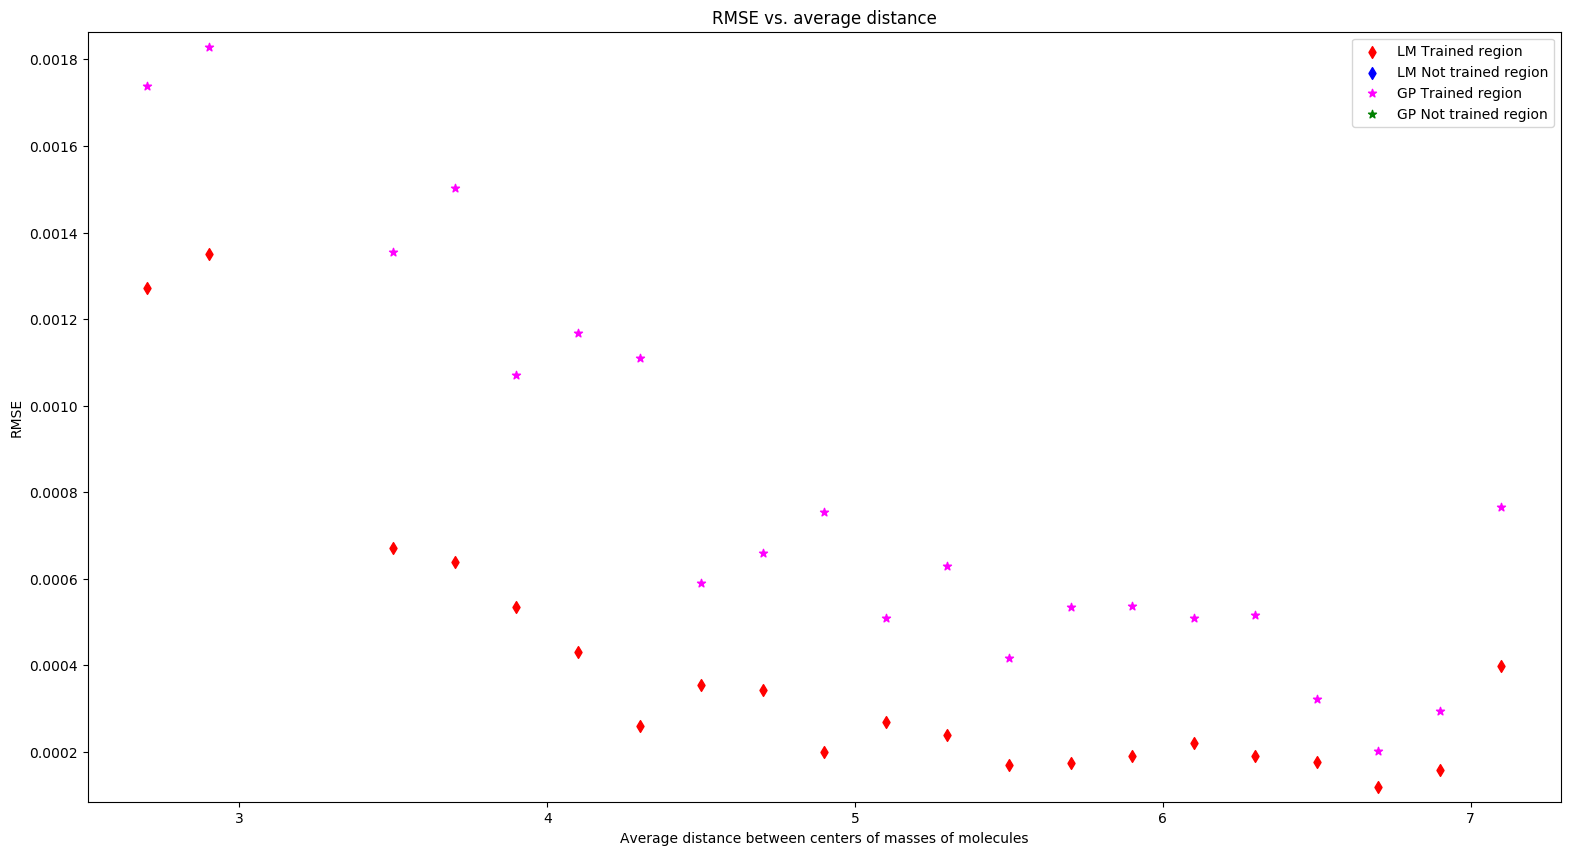 RMSE vs. average distance
LM Trained region
LM Not trained region
GP Trained region
GP Not trained region
0.0018
0.0016
0.0014
0.0012
0.0010
0.0008
0.0006
0.0004
0.0002
RMSE
3
4
5
6
7
Average distance between centers of masses of molecules